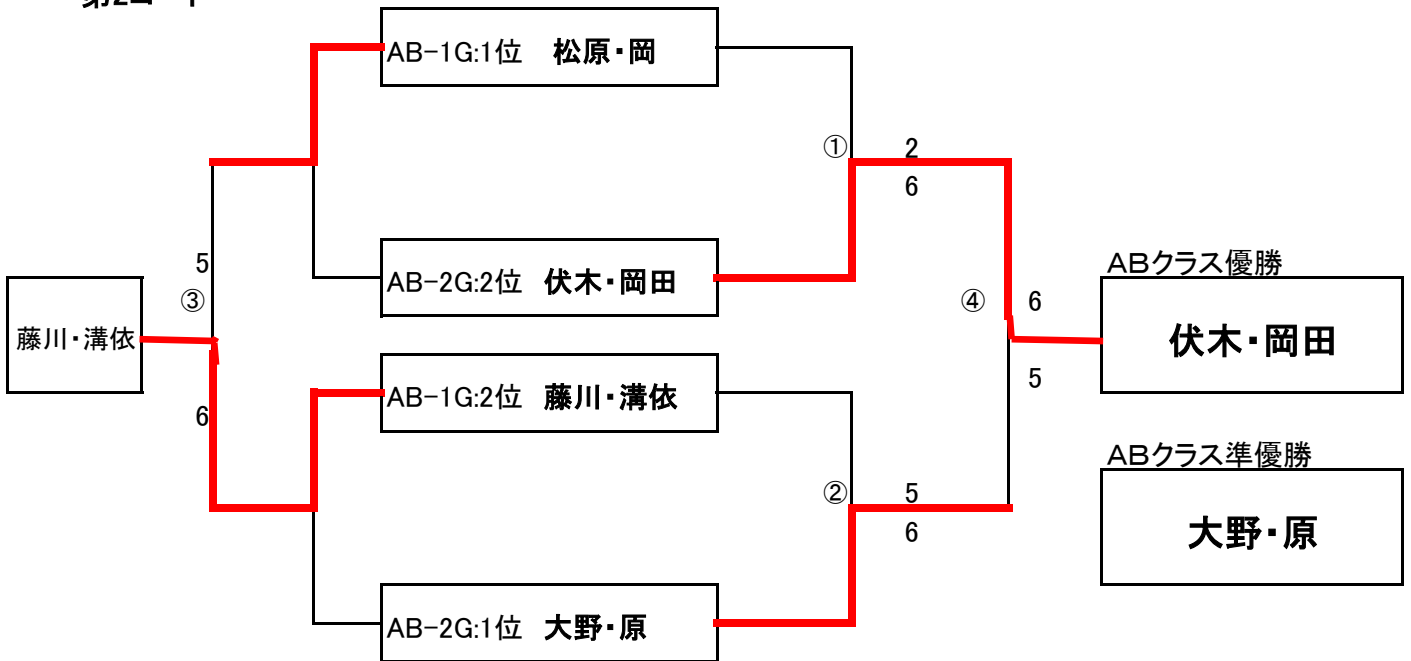 AB-1G:1位 松原・岡
① 2
6
5
AB-2G:2位 伏木・岡田
ABクラス優勝
③
④ 6
藤川・溝依
伏木・岡田
5
AB-1G:2位 藤川・溝依
6
ABクラス準優勝
② 5
6
大野・原
AB-2G:1位 大野・原